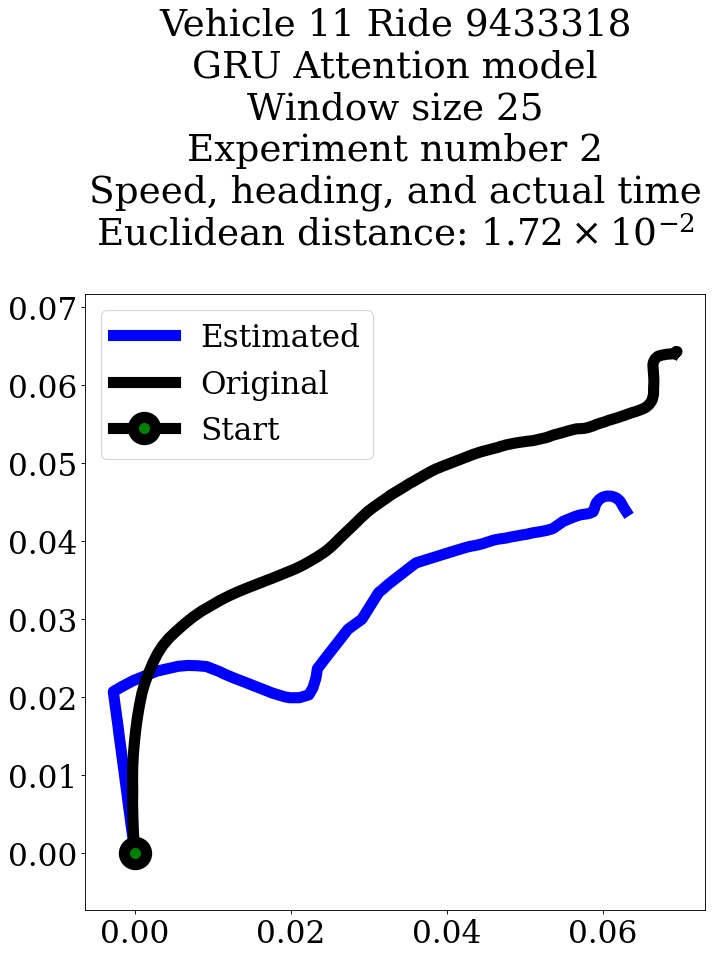 Vehicle 11 Ride 9433318
GRU Attention model
Window size 25
Experiment number 2
Speed, heading, and actual time
Euclidean distance: 1.72 × 10⁻²
0.07
0.06
0.05
0.04
0.03
0.02
0.01
0.00
Estimated
Original
Start
0.00 0.02 0.04 0.06